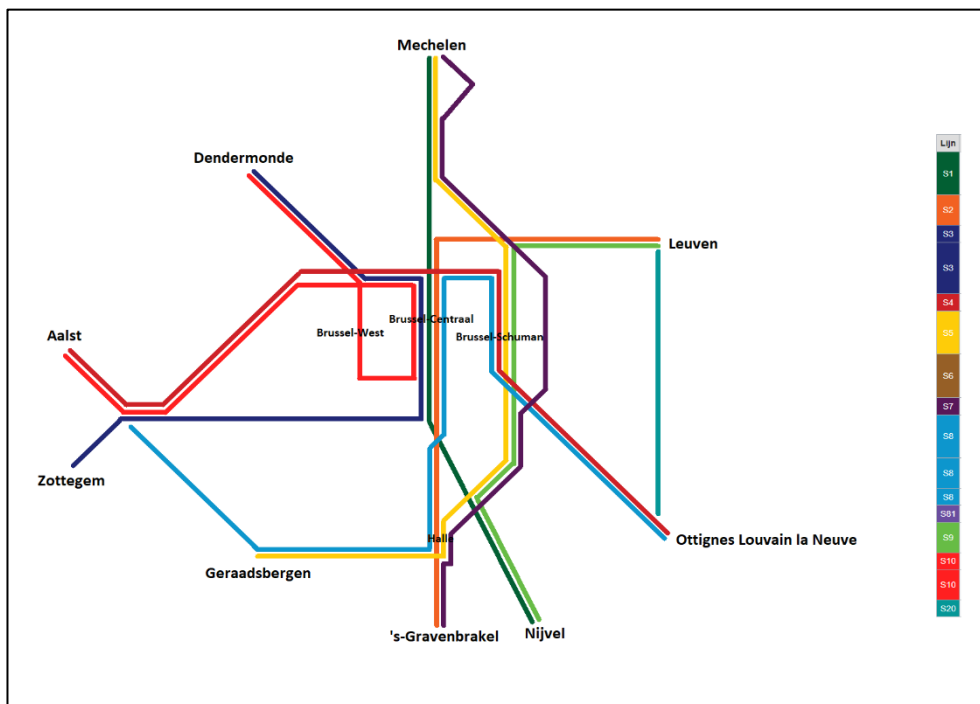 Mechelen
Dendermonde
Leuven
Brussel-Centraal
Brussel-West
Brussel-Schuman
Aalst
Zottegem
Halle
Ottignes Louvain la Neuve
Geraadsbergen
's-Gravenbrakel
Nijvel
Lijn
S1
S2
S3
S3
S4
S5
S6
S7
S8
S8
S8
S81
S9
S10
S10
S20